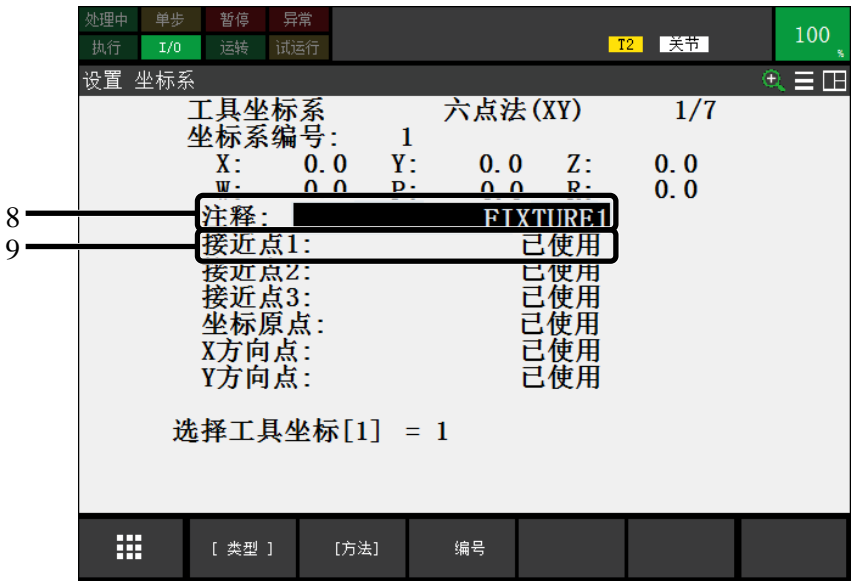 处理中 单步 暂停 异常
执行 I/O 运转 试运行 T2 关节 100 %
设置 坐标系
工具坐标系 六点法(XY) 1/7
坐标系编号: 1
X: 0.0 Y: 0.0 Z: 0.0
W: 0.0 P: 0.0 R: 0.0
8 注释: FIXTURE1
9 接近点1: 已使用
接近点2: 已使用
接近点3: 已使用
坐标原点: 已使用
X方向点: 已使用
Y方向点: 已使用
选择工具坐标[1] = 1
[ 类型 ] [方法] 编号